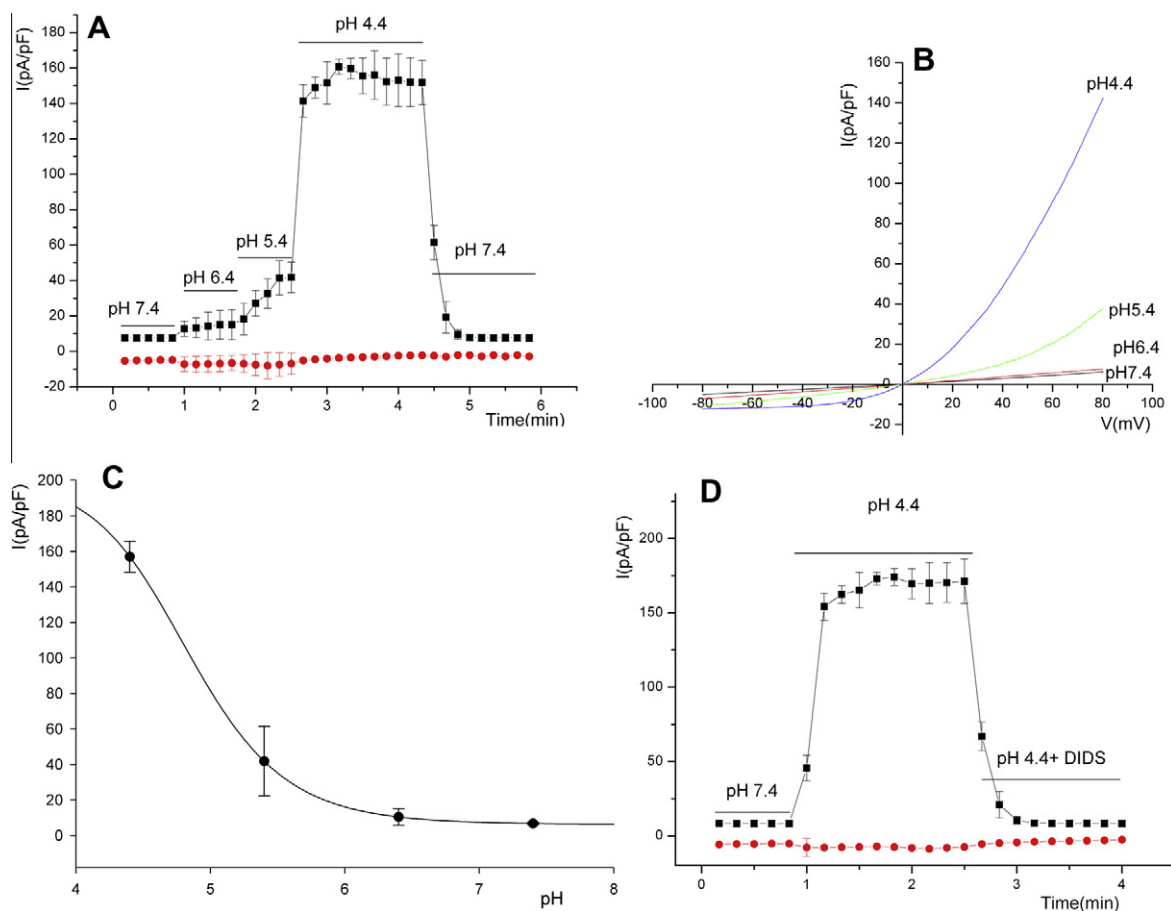 A
I(pA/pF)
180
160
140
120
100
80
60
40
20
0
-20
pH 7.4
pH 6.4
pH 5.4
pH 4.4
pH 7.4
0 1 2 3 4 5 6
Time(min)
B
I(pA/pF)
160
140
120
100
80
60
40
20
0
-20
pH4.4
pH5.4
pH6.4
pH7.4
-100 -80 -60 -40 -20 20 40 60 80 100
V(mV)
C
I(pA/pF)
200
180
160
140
120
100
80
60
40
20
0
4 5 6 7 8
pH
D
I(pA/pF)
200
150
100
50
0
pH 4.4
pH 7.4
pH 4.4+ DIDS
0 1 2 3 4
Time(min)